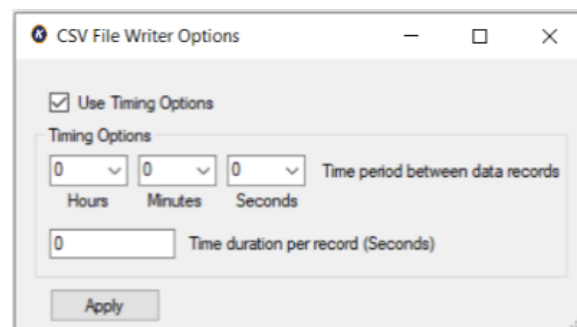 CSV File Writer Options
Use Timing Options
Timing Options
0 0 0 Time period between data records
Hours Minutes Seconds
0 Time duration per record (Seconds)
Apply